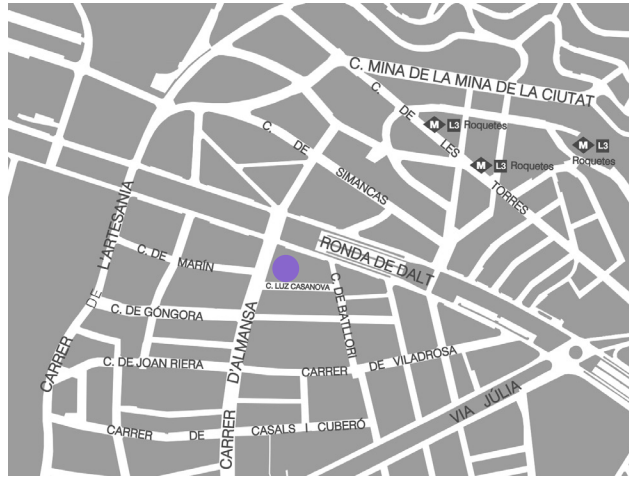 C. MINA DE LA MINA DE LA CIUTAT
C. DE LES TORRES
M L3 Roquetes
M L3 Roquetes
M L3
Roquetes
C. DE SIMANCAS
CARRER DE L'ARTESANIA
RONDA DE DALT
C. DE MARÍN
C. LUZ CASANOVA
C. DE BATLLORI
C. DE GÓNGORA
CARRER D'ALMANSA
C. DE JOAN RIERA
CARRER DE VILADROSA
VIA JÚLIA
CARRER DE CASALS I CUBERÓ